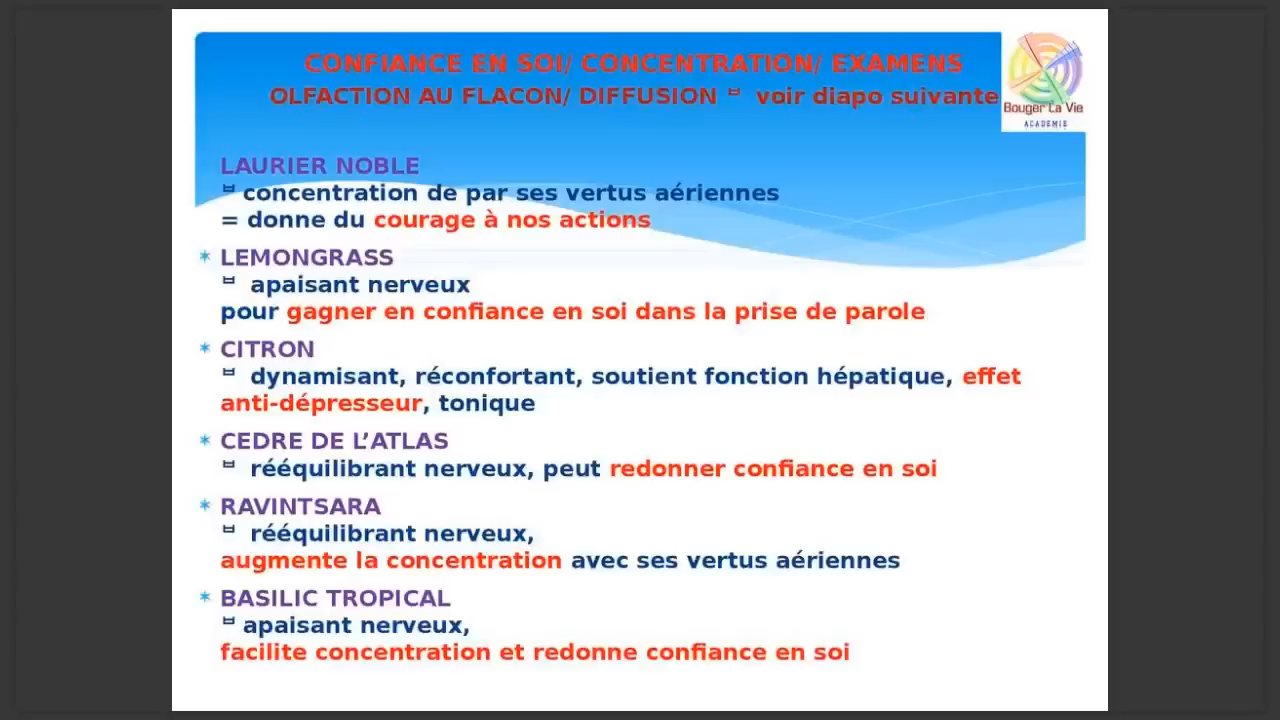 CONFIANCE EN SOI/ CONCENTRATION/ EXAMENS
OLFACTION AU FLACON/ DIFFUSION voir diapo suivante
Bouger La Vie
ACADEMIE
LAURIER NOBLE
concentration de par ses vertus aériennes
= donne du courage à nos actions
LEMONGRASS
apaisant nerveux
pour gagner en confiance en soi dans la prise de parole
CITRON
dynamisant, réconfortant, soutient fonction hépatique, effet
anti-dépresseur, tonique
CEDRE DE L’ATLAS
rééquilibrant nerveux, peut redonner confiance en soi
RAVINTSARA
rééquilibrant nerveux,
augmente la concentration avec ses vertus aériennes
BASILIC TROPICAL
apaisant nerveux,
facilite concentration et redonne confiance en soi